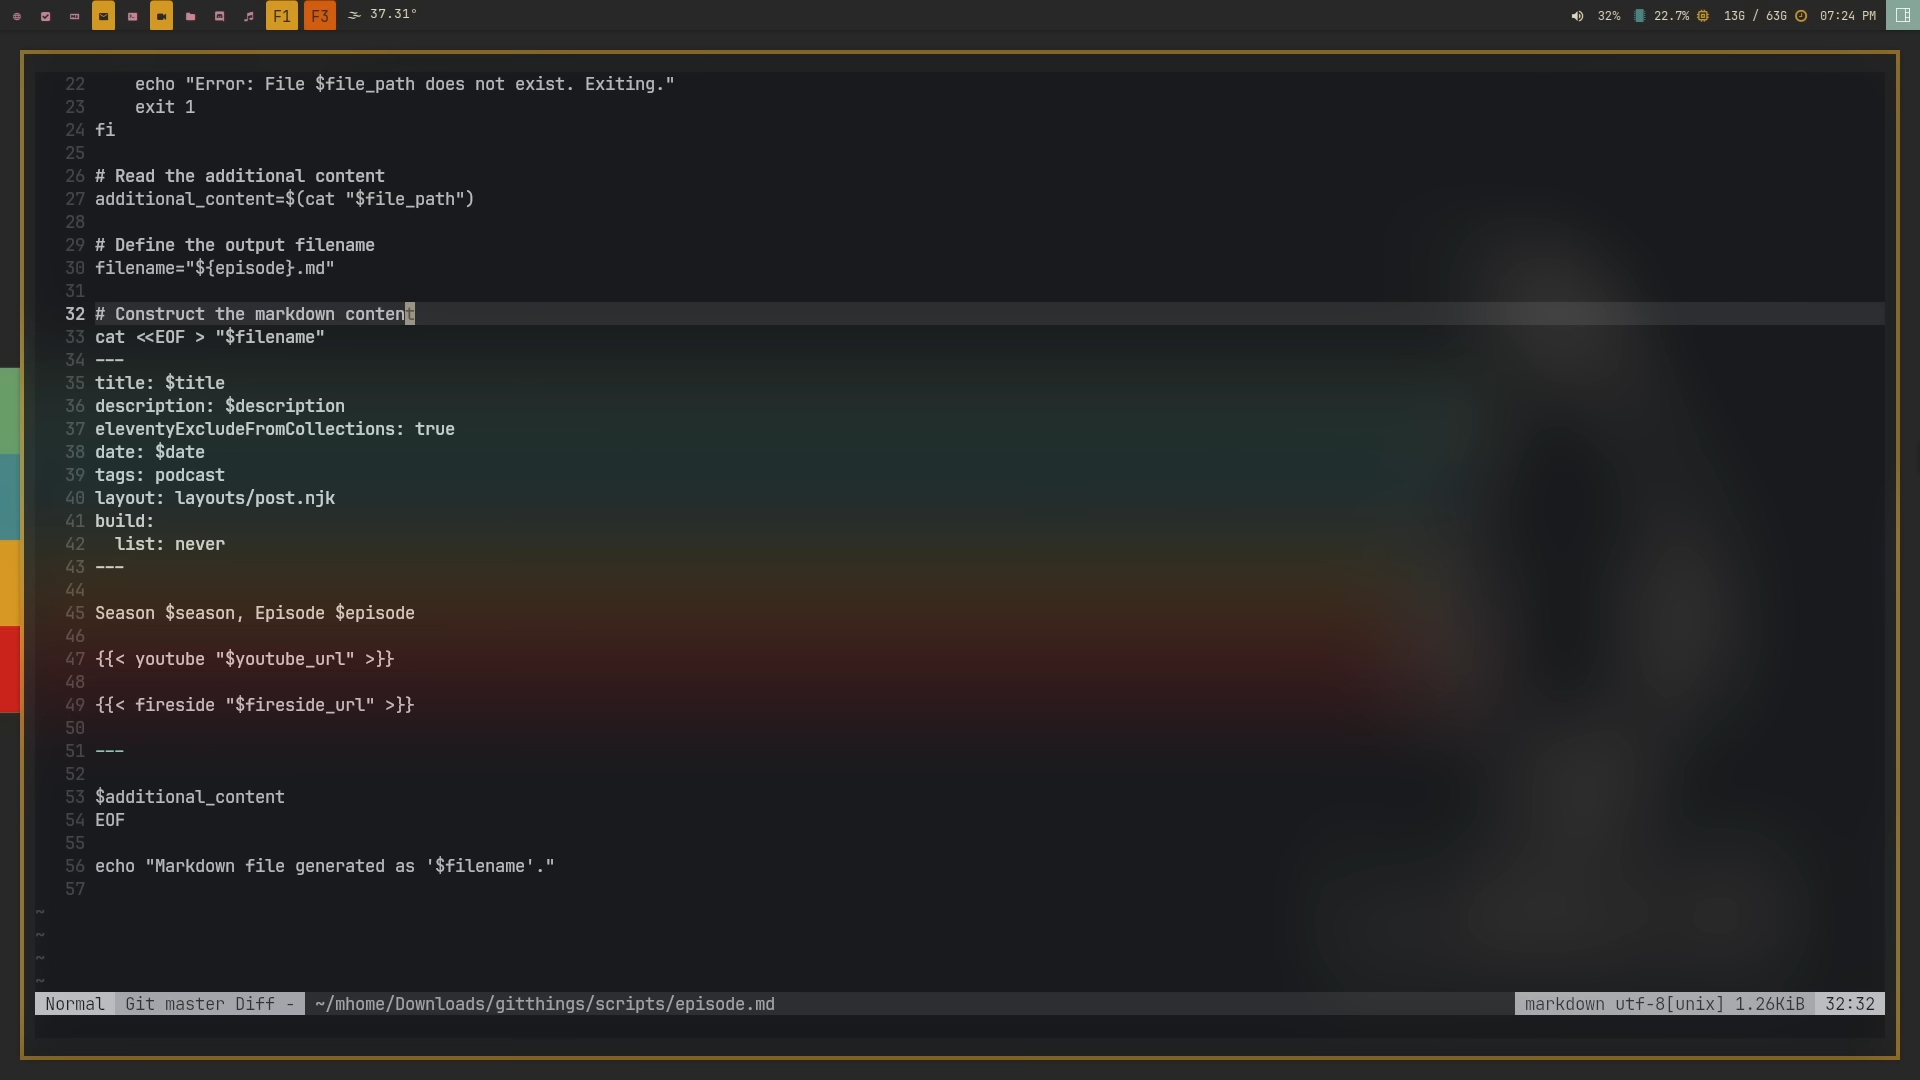 F1 F3 37.31° 32% 22.7% 13G / 63G 07:24 PM
22 echo "Error: File $file_path does not exist. Exiting."
23 exit 1
24 fi
25
26 # Read the additional content
27 additional_content=$(cat "$file_path")
28
29 # Define the output filename
30 filename="${episode}.md"
31
32 # Construct the markdown content
33 cat <<EOF > "$filename"
34 ---
35 title: $title
36 description: $description
37 eleventyExcludeFromCollections: true
38 date: $date
39 tags: podcast
40 layout: layouts/post.njk
41 build:
42   list: never
43 ---
44
45 Season $season, Episode $episode
46
47 {{< youtube "$youtube_url" >}}
48
49 {{< fireside "$fireside_url" >}}
50
51 ---
52
53 $additional_content
54 EOF
55
56 echo "Markdown file generated as '$filename'."
57
~
~
~
~
Normal Git master Diff - ~/mhome/Downloads/gitthings/scripts/episode.md markdown utf-8[unix] 1.26KiB 32:32